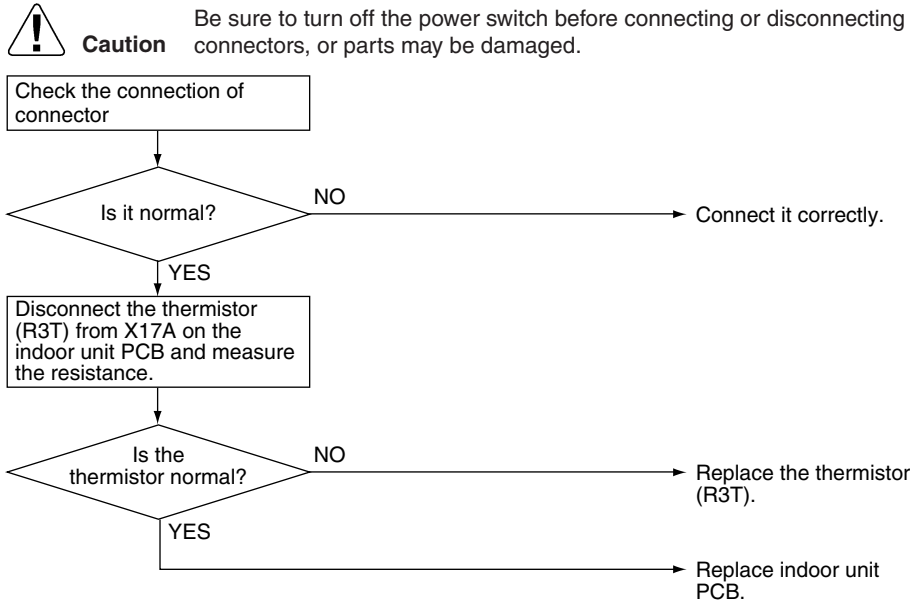 Be sure to turn off the power switch before connecting or disconnecting
Caution connectors, or parts may be damaged.
Check the connection of
connector
Is it normal?
NO
Connect it correctly.
YES
Disconnect the thermistor
(R3T) from X17A on the
indoor unit PCB and measure
the resistance.
Is the
thermistor normal?
NO
Replace the thermistor
(R3T).
YES
Replace indoor unit
PCB.